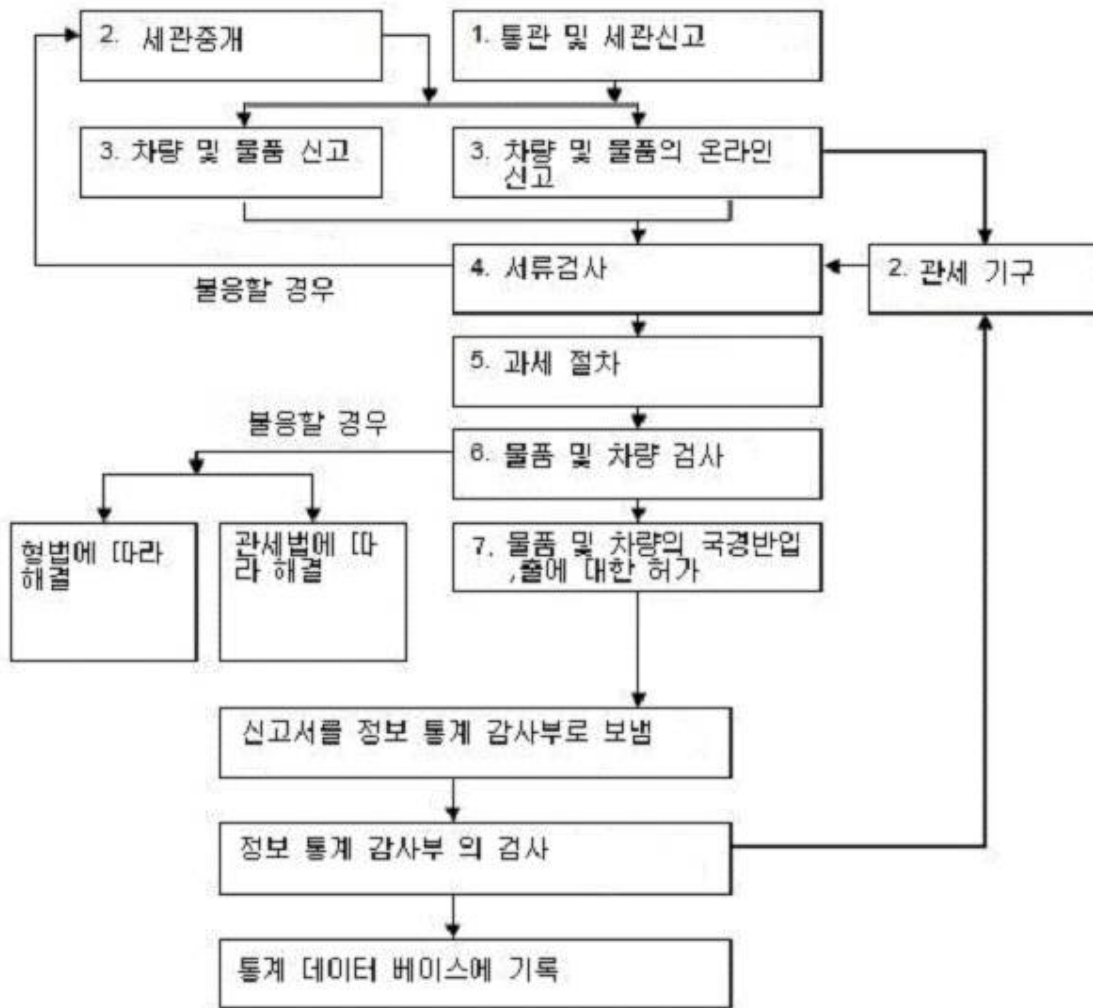 2. 세관중개
1. 통관 및 세관신고
3. 차량 및 물품 신고
3. 차량 및 물품의 온라인
신고
4. 서류검사
2. 관세 기구
불응할 경우
5. 과세 절차
불응할 경우
6. 물품 및 차량 검사
형법에 따라
해결
관세법에 따
라 해결
7. 물품 및 차량의 국경반입
,출에 대한 허가
신고서를 정보 통계 감사부로 보냄
정보 통계 감사부 의 검사
통계 데이터 베이스에 기록